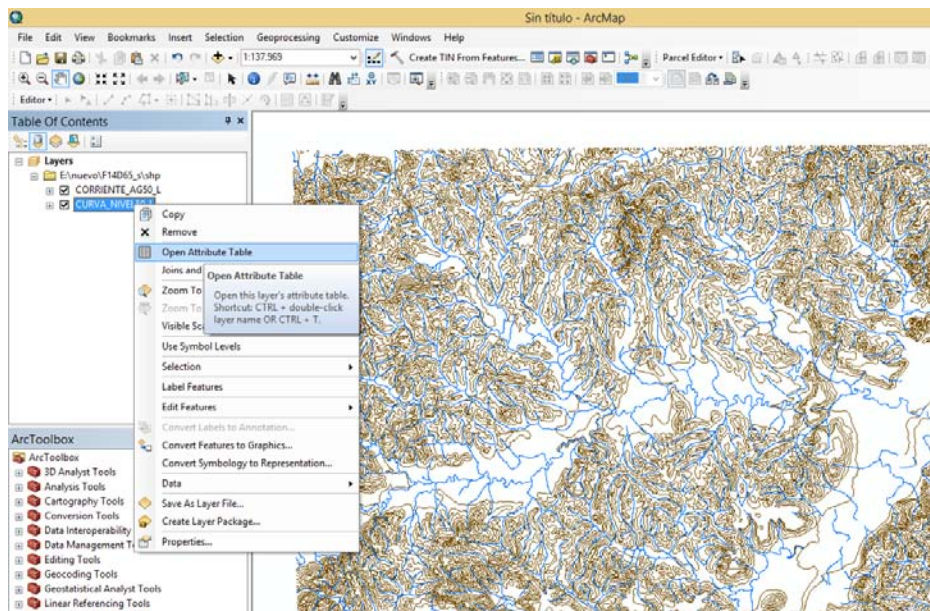 Sin título - ArcMap
File Edit View Bookmarks Insert Selection Geoprocessing Customize Windows Help
1:137.969 Create TIN From Features... Parcel Editor
Editor
Table Of Contents
Layers
E:\nuevo\F14D65_s\shp
CORRIENTE_AG50_L
CURVA_NIVEL50_L
Copy
Remove
Open Attribute Table
Joins and
Open Attribute Table
Zoom To
Open this layer's attribute table.
Zoom To
Shortcut: CTRL + double-click
layer name OR CTRL + T.
Visible Sc
Use Symbol Levels
Selection
Label Features
Edit Features
Convert Labels to Annotation...
Convert Features to Graphics...
Convert Symbology to Representation...
Data
Save As Layer File...
Create Layer Package...
Properties...
ArcToolbox
ArcToolbox
3D Analyst Tools
Analysis Tools
Cartography Tools
Conversion Tools
Data Interoperability
Data Management T
Editing Tools
Geocoding Tools
Geostatistical Analyst Tools
Linear Referencing Tools